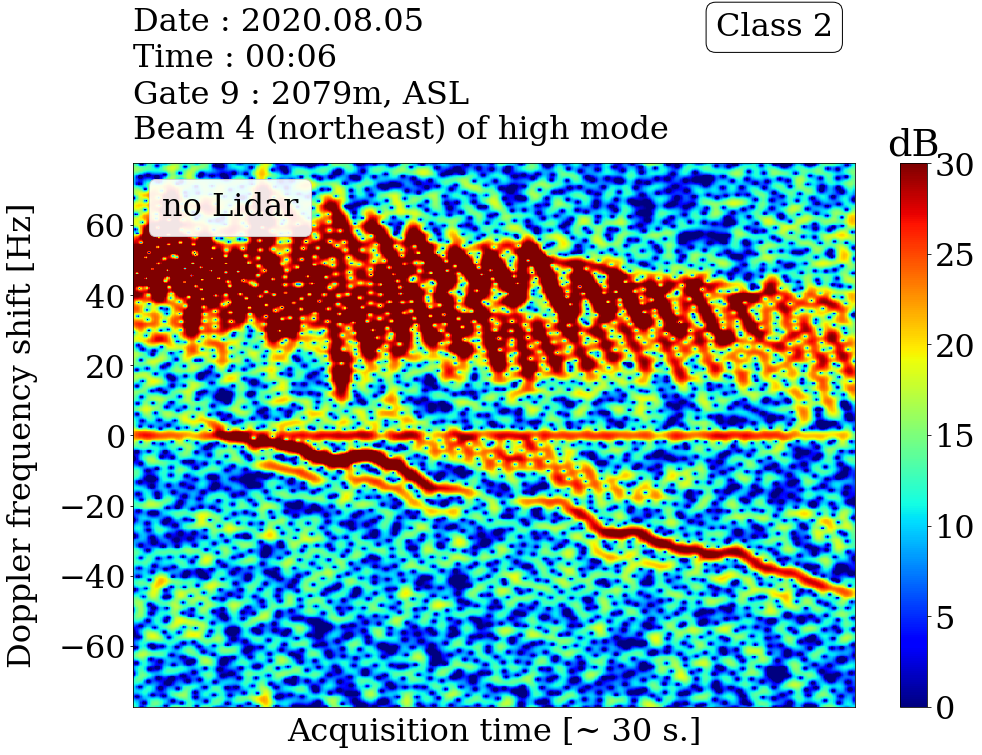 Date : 2020.08.05
Time : 00:06
Gate 9 : 2079m, ASL
Beam 4 (northeast) of high mode
Class 2
dB
no Lidar
Doppler frequency shift [Hz]
60
40
20
0
−20
−40
−60
30
25
20
15
10
5
0
Acquisition time [~ 30 s.]